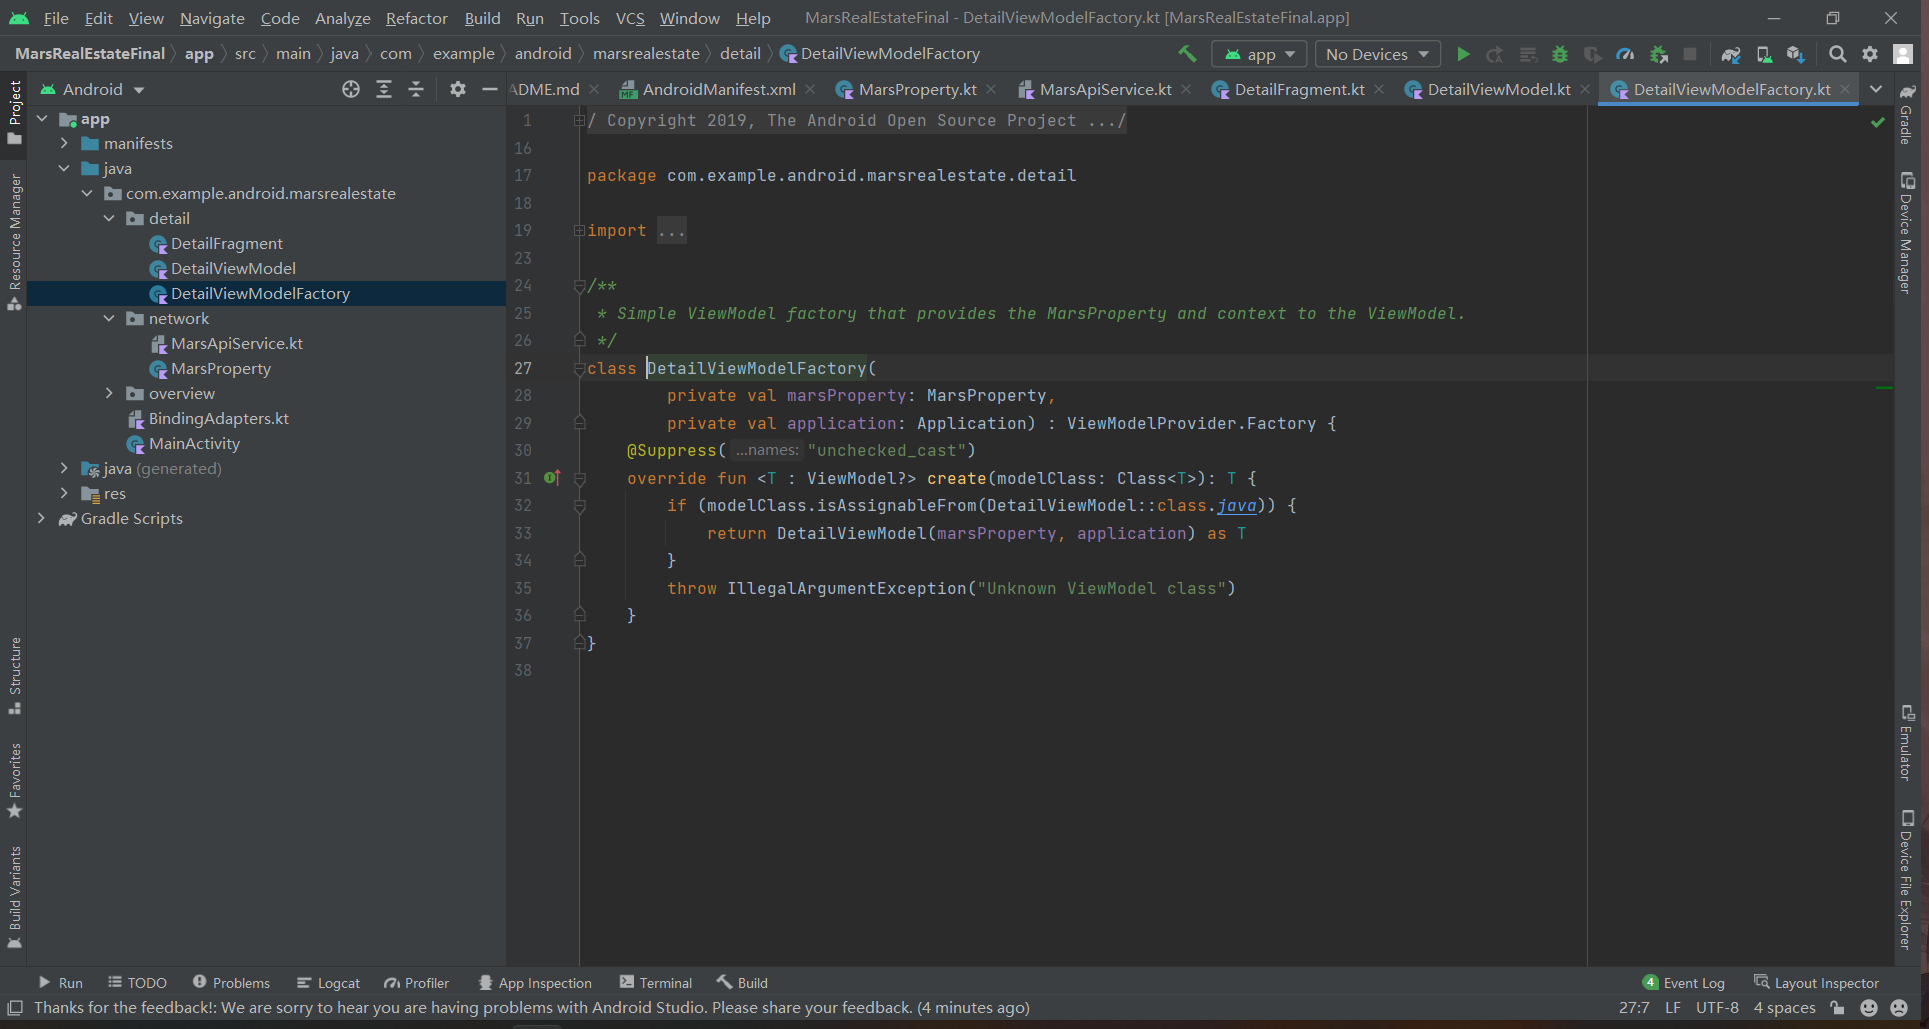 File Edit View Navigate Code Analyze Refactor Build Run Tools VCS Window Help MarsRealEstateFinal - DetailViewModelFactory.kt [MarsRealEstateFinal.app]
MarsRealEstateFinal app src main java com example android marsrealestate detail DetailViewModelFactory app No Devices
Android ADME.md AndroidManifest.xml MarsProperty.kt MarsApiService.kt DetailFragment.kt DetailViewModel.kt DetailViewModelFactory.kt
Project
Resource Manager
Structure
Favorites
Build Variants
app
manifests
java
com.example.android.marsrealestate
detail
DetailFragment
DetailViewModel
DetailViewModelFactory
network
MarsApiService.kt
MarsProperty
overview
BindingAdapters.kt
MainActivity
java (generated)
res
Gradle Scripts
1 / Copyright 2019, The Android Open Source Project .../
16
17 package com.example.android.marsrealestate.detail
18
19 import ...
23
24 /**
25 * Simple ViewModel factory that provides the MarsProperty and context to the ViewModel.
26 */
27 class DetailViewModelFactory(
28 private val marsProperty: MarsProperty,
29 private val application: Application) : ViewModelProvider.Factory {
30 @Suppress( ...names: "unchecked_cast")
31 override fun <T : ViewModel?> create(modelClass: Class<T>): T {
32 if (modelClass.isAssignableFrom(DetailViewModel::class.java)) {
33 return DetailViewModel(marsProperty, application) as T
34 }
35 throw IllegalArgumentException("Unknown ViewModel class")
36 }
37 }
38
Gradle
Device Manager
Emulator
Device File Explorer
Run TODO Problems Logcat Profiler App Inspection Terminal Build 4 Event Log Layout Inspector
Thanks for the feedback!: We are sorry to hear you are having problems with Android Studio. Please share your feedback. (4 minutes ago) 27:7 LF UTF-8 4 spaces